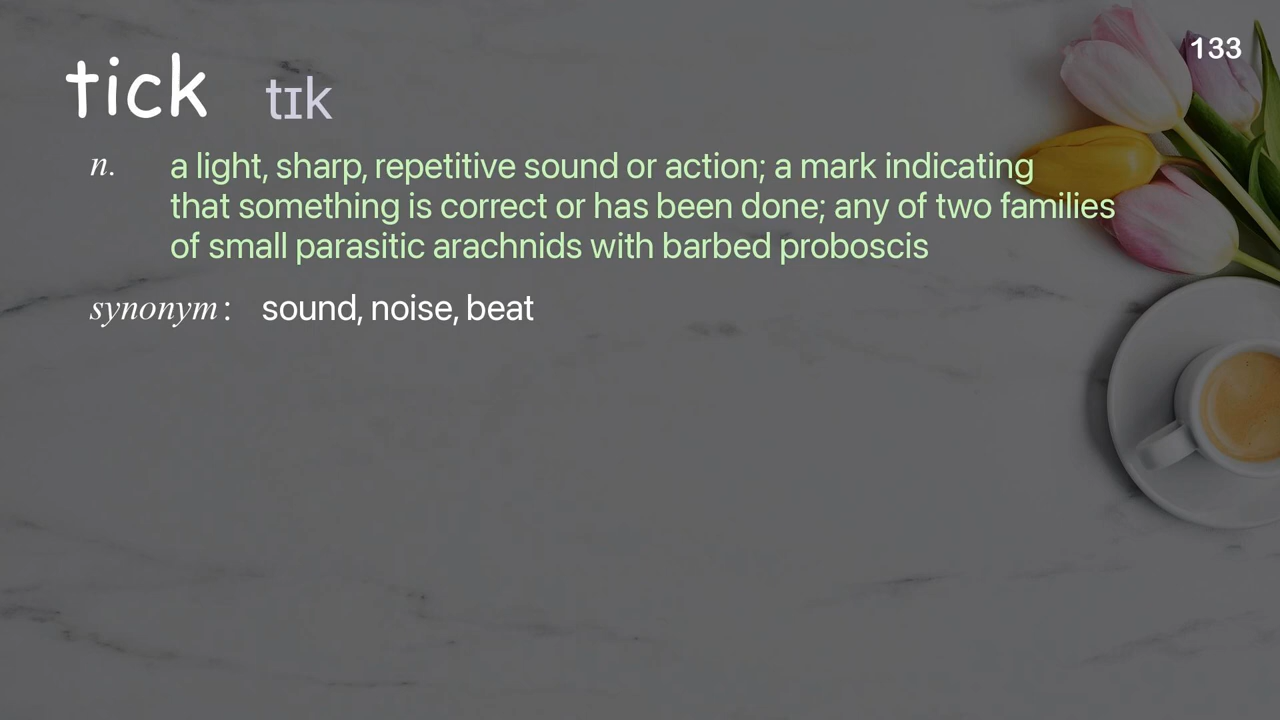 133
tick tɪk
n. a light, sharp, repetitive sound or action; a mark indicating
that something is correct or has been done; any of two families
of small parasitic arachnids with barbed proboscis
synonym: sound, noise, beat